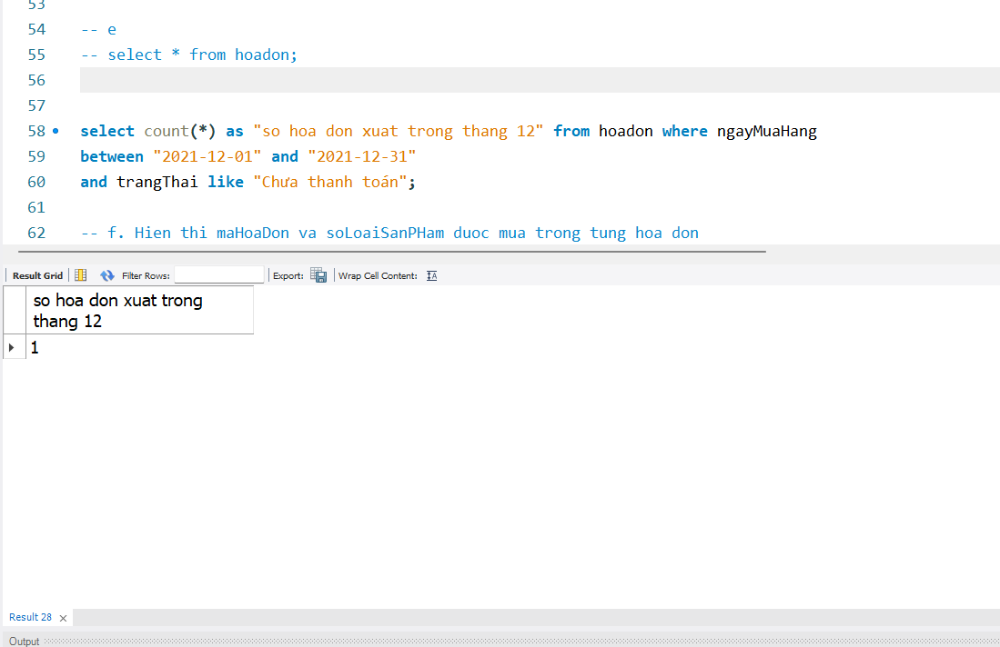 53
54 -- e
55 -- select * from hoadon;
56
57
58 select count(*) as "so hoa don xuat trong thang 12" from hoadon where ngayMuaHang
59 between "2021-12-01" and "2021-12-31"
60 and trangThai like "Chưa thanh toán";
61
62 -- f. Hien thi maHoaDon va soLoaiSanPHam duoc mua trong tung hoa don
Result Grid Filter Rows: Export: Wrap Cell Content: IA
so hoa don xuat trong
thang 12
1
Result 28 ×
Output